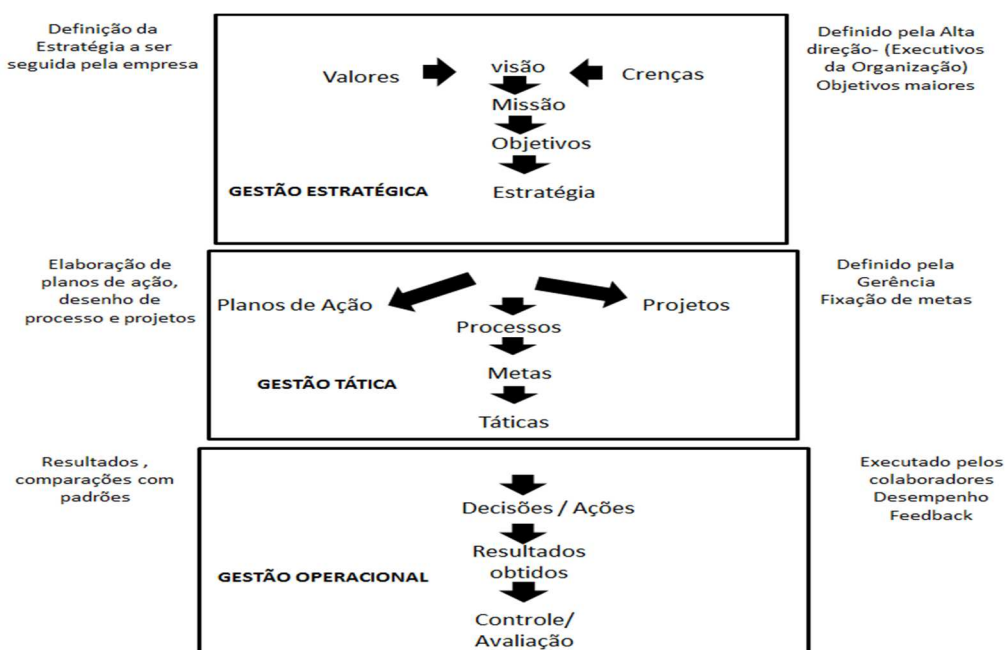 Definição da
Estratégia a ser
seguida pela empresa
Valores
visão
Crenças
Missão
Objetivos
Estratégia
GESTÃO ESTRATÉGICA
Definido pela Alta
direção- (Executivos
da Organização)
Objetivos maiores
Elaboração de
planos de ação,
desenho de
processo e projetos
Planos de Ação
Projetos
Processos
Metas
Táticas
GESTÃO TÁTICA
Definido pela
Gerência
Fixação de metas
Resultados ,
comparações com
padrões
Decisões / Ações
Resultados
obtidos
Controle/
Avaliação
GESTÃO OPERACIONAL
Executado pelos
colaboradores
Desempenho
Feedback